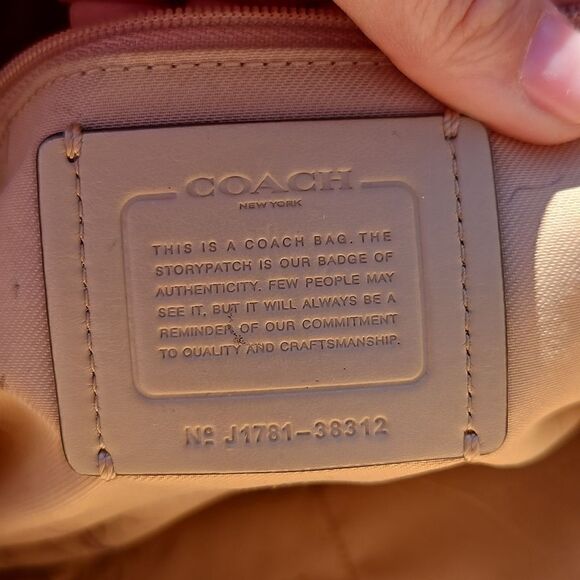 COACH
NEW YORK
THIS IS A COACH BAG. THE
STORYPATCH IS OUR BADGE OF
AUTHENTICITY. FEW PEOPLE MAY
SEE IT, BUT IT WILL ALWAYS BE A
REMINDER OF OUR COMMITMENT
TO QUALITY AND CRAFTSMANSHIP.
Nº J1781-38312